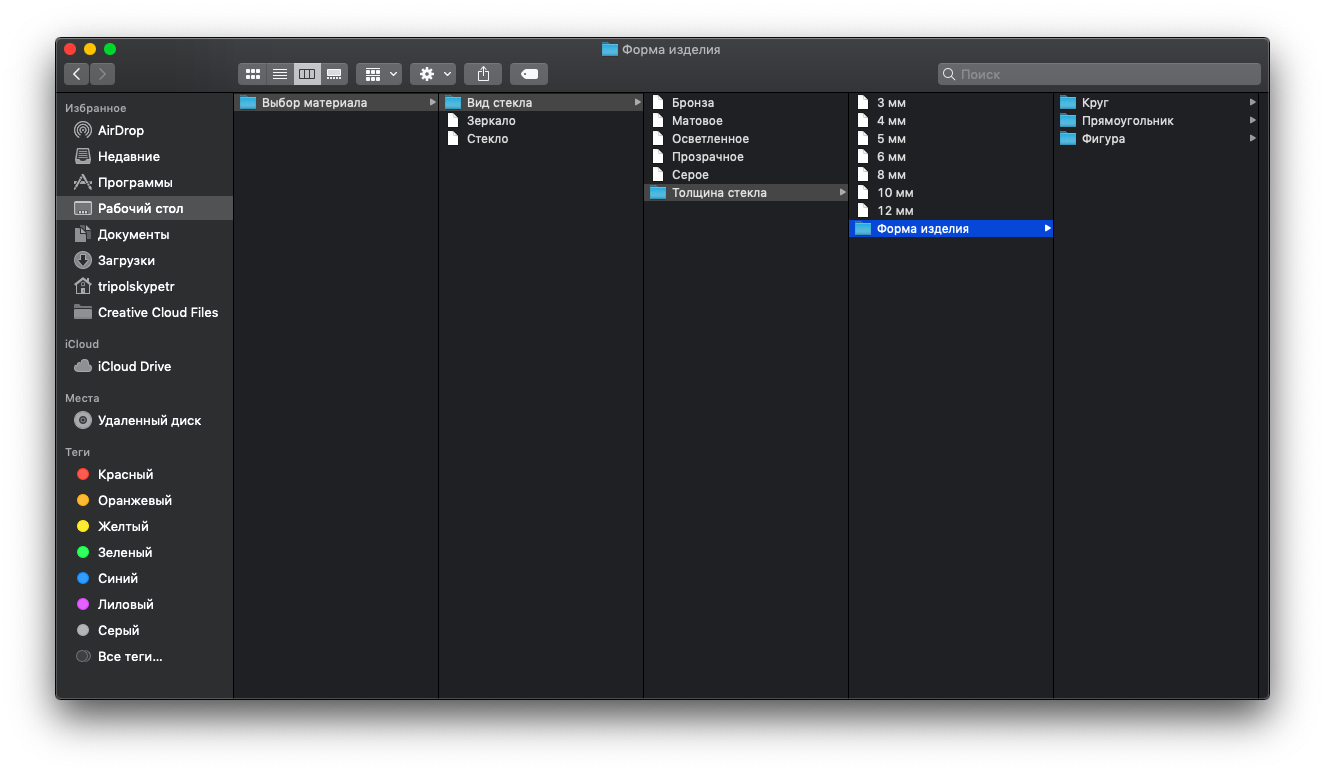 Форма изделия
Поиск
Избранное
AirDrop
Недавние
Программы
Рабочий стол
Документы
Загрузки
tripolskypetr
Creative Cloud Files
iCloud
iCloud Drive
Места
Удаленный диск
Теги
Красный
Оранжевый
Желтый
Зеленый
Синий
Лиловый
Серый
Все теги...
Выбор материала
Вид стекла
Зеркало
Стекло
Бронза
Матовое
Осветленное
Прозрачное
Серое
Толщина стекла
3 мм
4 мм
5 мм
6 мм
8 мм
10 мм
12 мм
Форма изделия
Круг
Прямоугольник
Фигура